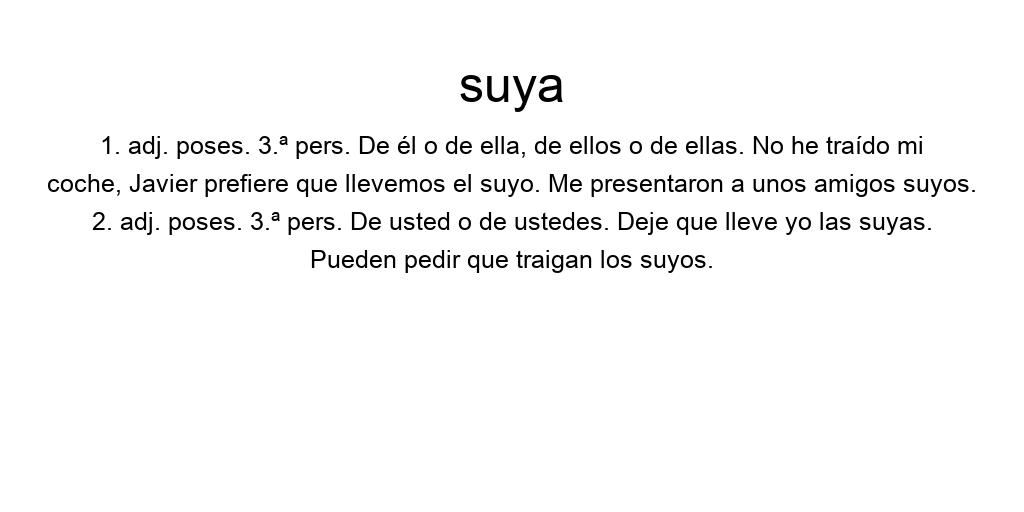 suya
1. adj. poses. 3.ª pers. De él o de ella, de ellos o de ellas. No he traído mi
coche, Javier prefiere que llevemos el suyo. Me presentaron a unos amigos suyos.
2. adj. poses. 3.ª pers. De usted o de ustedes. Deje que lleve yo las suyas.
Pueden pedir que traigan los suyos.